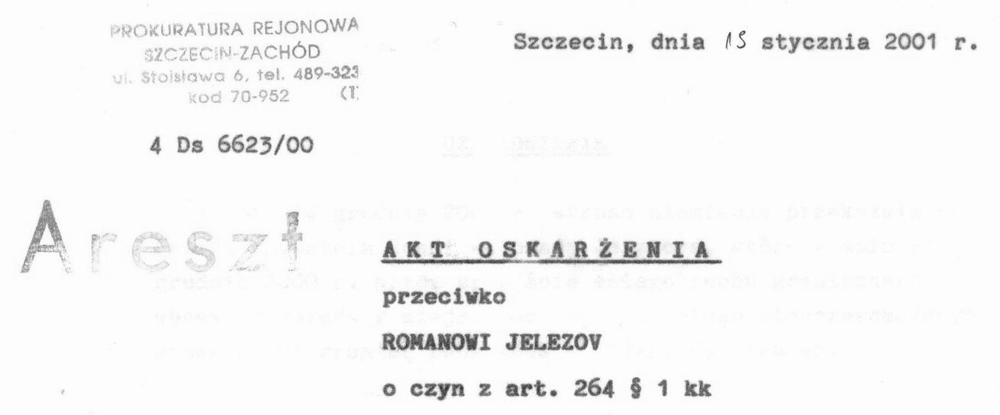 PROKURATURA REJONOWA
SZCZECIN-ZACHÓD
ul. Stoisława 6, tel. 489-323
kod 70-952 (1
Szczecin, dnia 15 stycznia 2001 r.
4 Ds 6623/00
Areszt
AKT OSKARŻENIA
przeciwko
ROMANOWI JELEZOV
o czyn z art. 264 § 1 kk